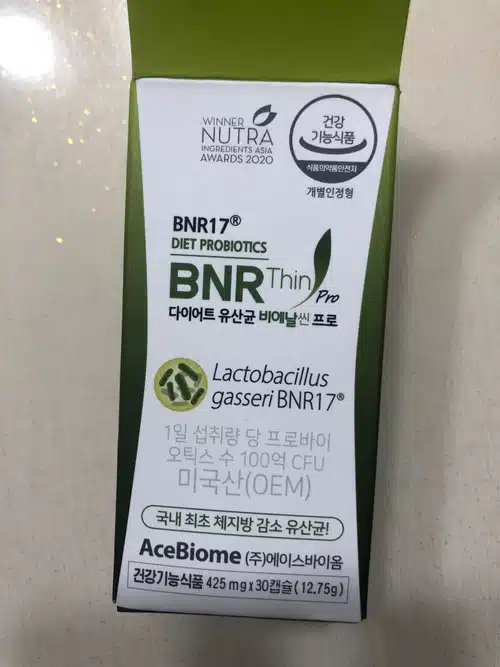 WINNER
NUTRA
INGREDIENTS ASIA
AWARDS 2020
건강
기능식품
식품의약품안전처
개별인정형
BNR17®
DIET PROBIOTICS
BNR Thin Pro
다이어트 유산균 비에날씬 프로
Lactobacillus
gasseri BNR17®
1일 섭취량 당 프로바이
오틱스 수 100억 CFU
미국산(OEM)
국내 최초 체지방 감소 유산균!
AceBiome (주)에이스바이옴
건강기능식품 425 mg x 30캡슐 (12.75g)